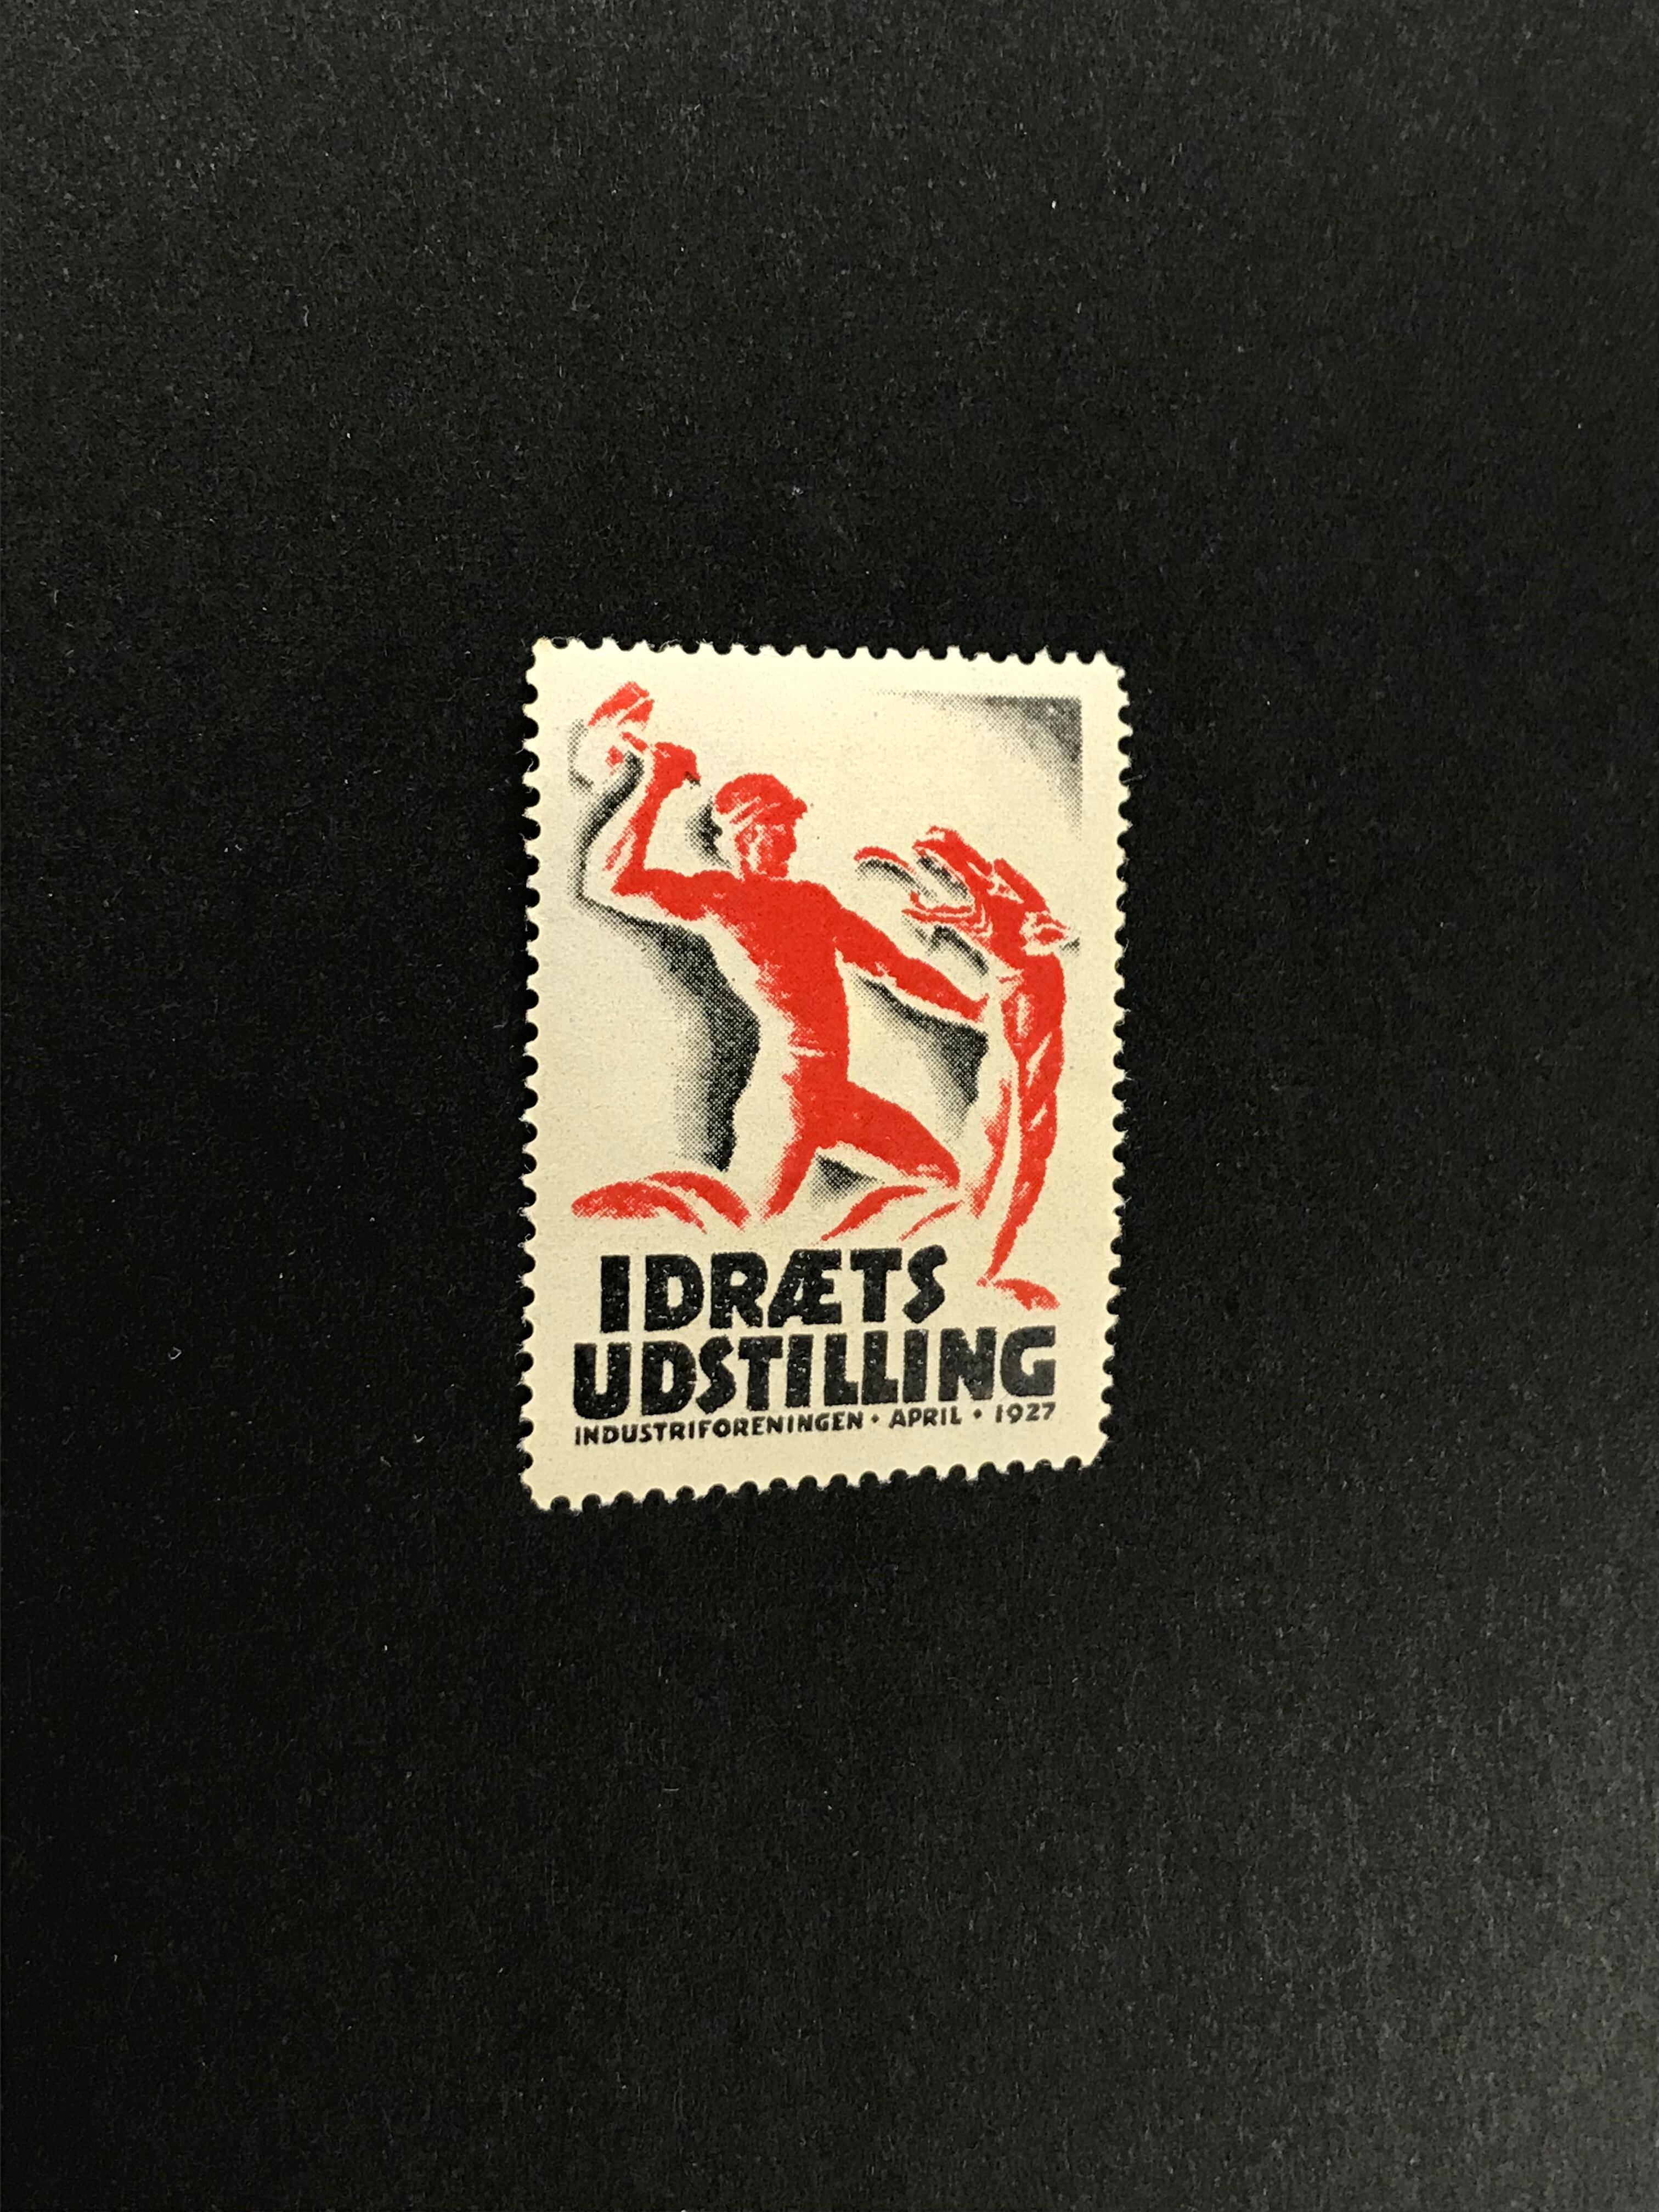 IDRÆTS
UDSTILLING
INDUSTRIFORENINGEN • APRIL • 1927